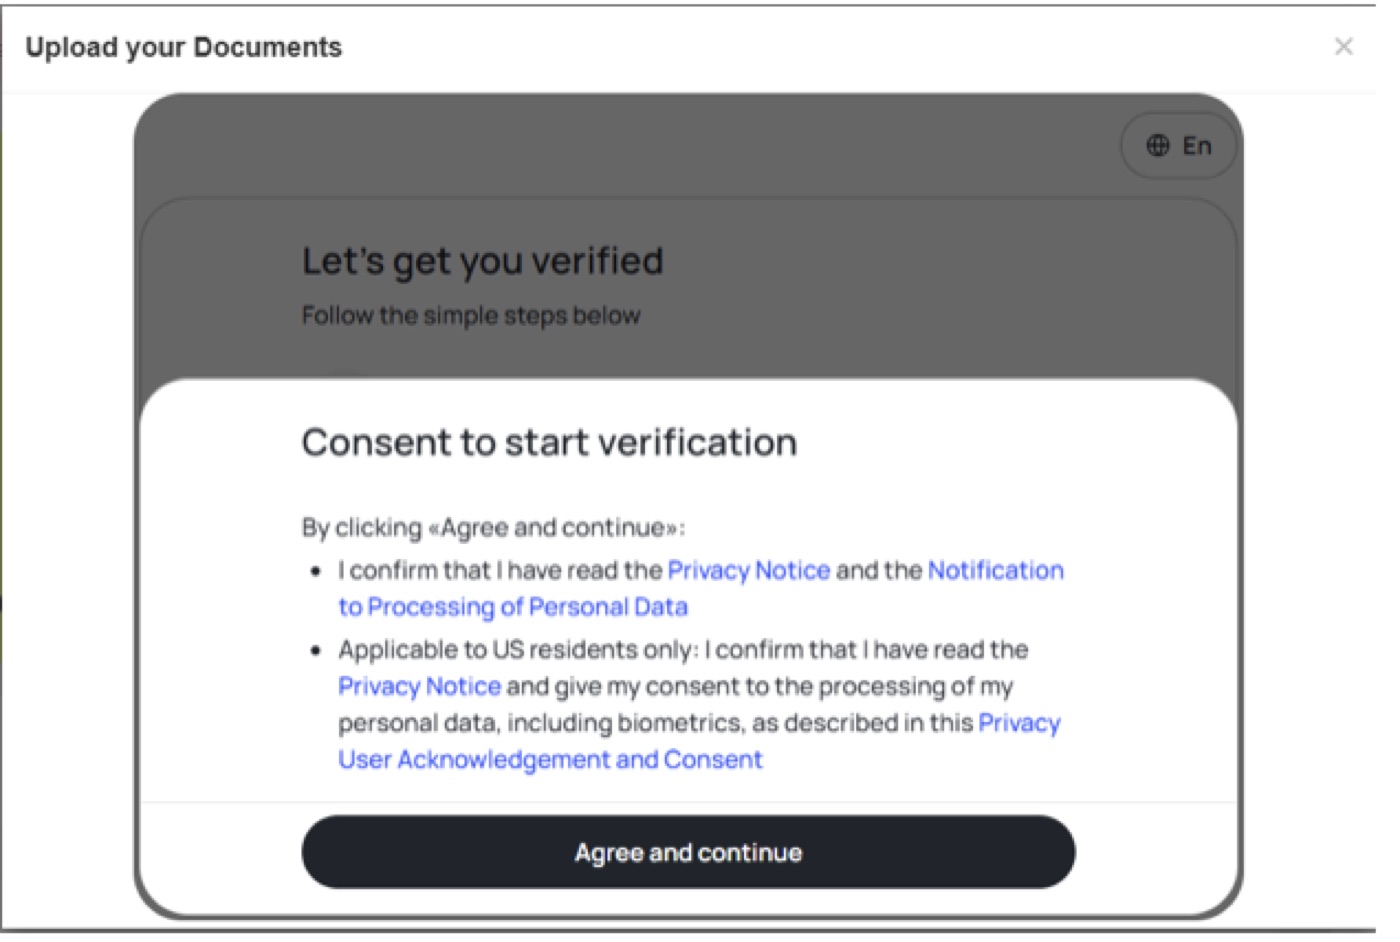 Upload your Documents
En
Let's get you verified
Follow the simple steps below
Consent to start verification
By clicking «Agree and continue»:
• I confirm that I have read the Privacy Notice and the Notification
to Processing of Personal Data
• Applicable to US residents only: I confirm that I have read the
Privacy Notice and give my consent to the processing of my
personal data, including biometrics, as described in this Privacy
User Acknowledgement and Consent
Agree and continue